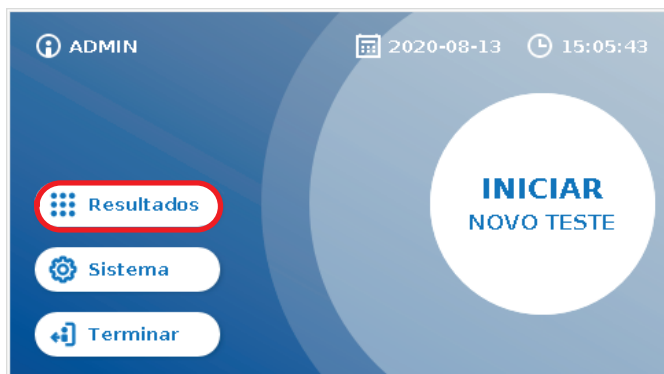 ADMIN
2020-08-13
15:05:43
INICIAR
NOVO TESTE
Resultados
Sistema
Terminar